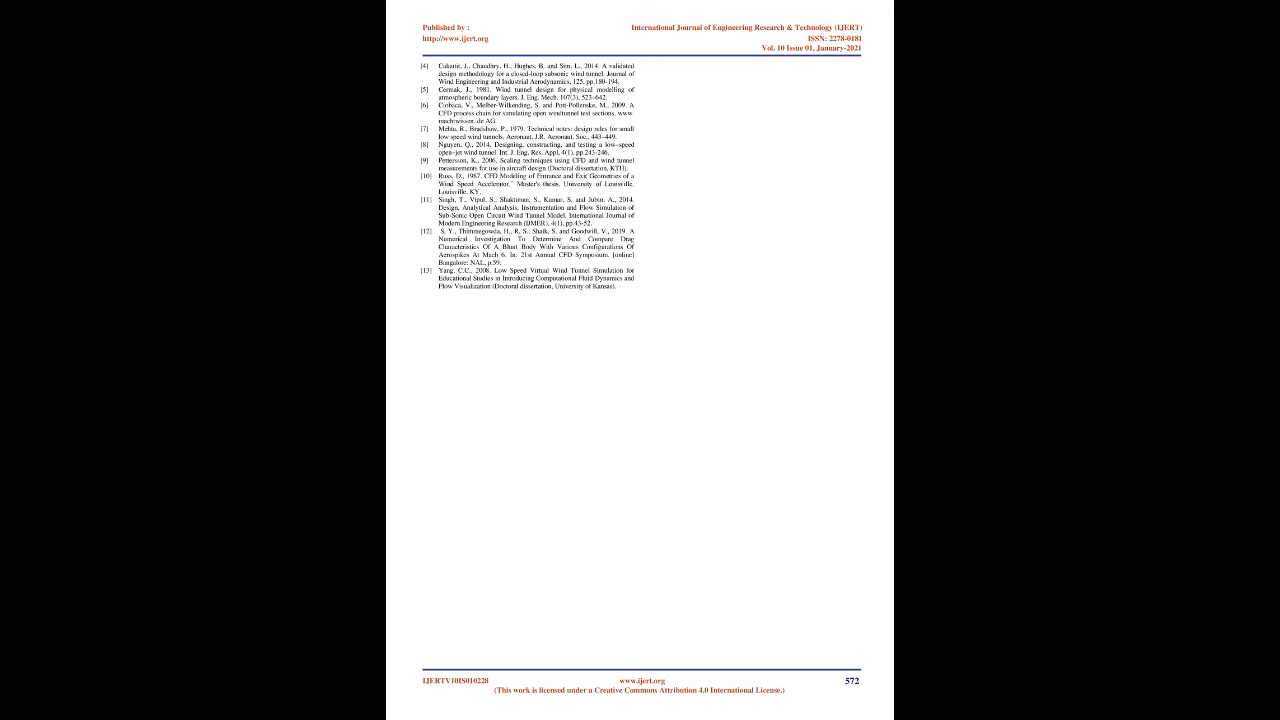 Published by :
International Journal of Engineering Research & Technology (IJERT)
http://www.ijert.org
ISSN: 2278-0181
Vol. 10 Issue 01, January-2021
[4] Calautit, J., Chaudhry, H., Hughes, B. and Sim, L., 2014. A validated
design methodology for a closed-loop subsonic wind tunnel. Journal of
Wind Engineering and Industrial Aerodynamics, 125, pp.180-194.
[5] Cermak, J., 1981. Wind tunnel design for physical modelling of
atmospheric boundary layers. J. Eng. Mech. 107(3), 523–642.
[6] Ciobaca, V., Melber-Wilkending, S. and Pott-Pollenske, M., 2009. A
CFD process chain for simulating open windtunnel test sections. www.
machtwissen. de AG.
[7] Mehta, R., Bradshaw, P., 1979. Technical notes: design rules for small
low speed wind tunnels. Aeronaut. J.R. Aeronaut. Soc., 443–449.
[8] Nguyen, Q., 2014. Designing, constructing, and testing a low–speed
open–jet wind tunnel. Int. J. Eng. Res. Appl, 4(1), pp.243-246.
[9] Pettersson, K., 2006. Scaling techniques using CFD and wind tunnel
measurements for use in aircraft design (Doctoral dissertation, KTH).
[10] Russ, D., 1987. CFD Modeling of Entrance and Exit Geometries of a
Wind Speed Accelerator," Master's thesis, University of Louisville,
Louisville, KY.
[11] Singh, T., Vipul, S., Shaktiman, S., Kumar, S. and Jubin, A., 2014.
Design, Analytical Analysis, Instrumentation and Flow Simulation of
Sub-Sonic Open Circuit Wind Tunnel Model. International Journal of
Modern Engineering Research (IJMER), 4(1), pp.43-52.
[12] S, Y., Thimmegowda, H., R, S., Shaik, S. and Goodwill, V., 2019. A
Numerical Investigation To Determine And Compare Drag
Characteristics Of A Blunt Body With Various Configurations Of
Aerospikes At Mach 6. In: 21st Annual CFD Symposium. [online]
Bangalore: NAL, p.59.
[13] Yang, C.C., 2008. Low Speed Virtual Wind Tunnel Simulation for
Educational Studies in Introducing Computational Fluid Dynamics and
Flow Visualization (Doctoral dissertation, University of Kansas).
IJERTV10IS010228
www.ijert.org
572
(This work is licensed under a Creative Commons Attribution 4.0 International License.)